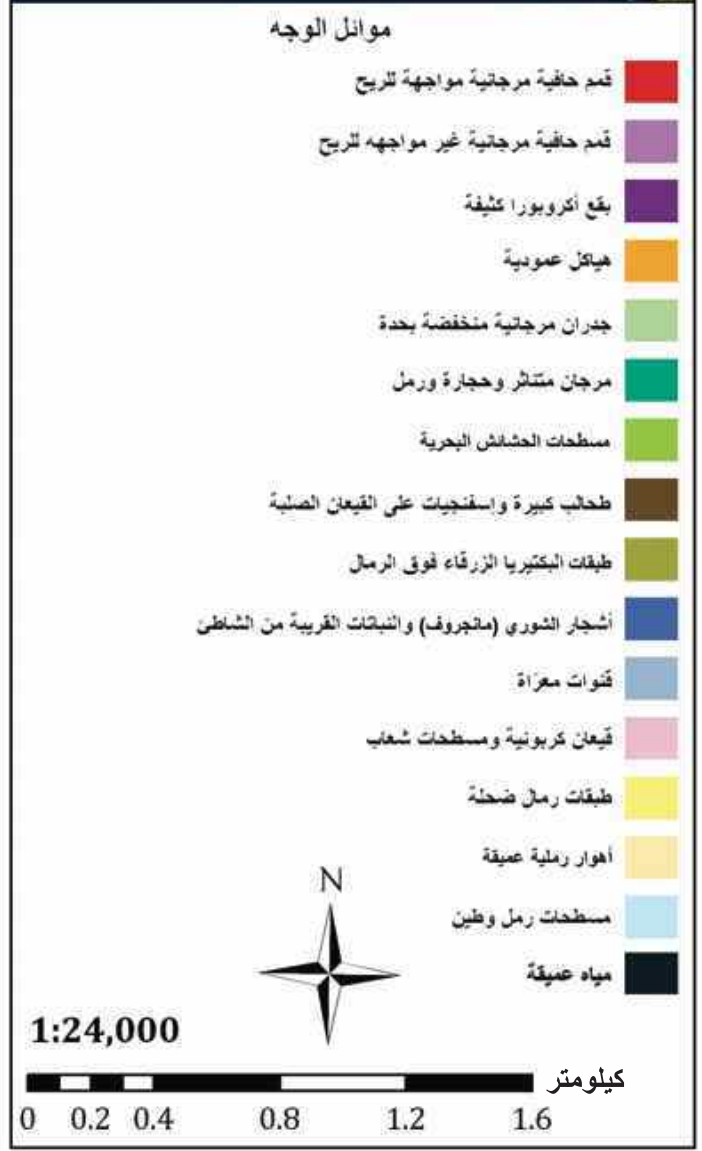 موائل الوجه
قمم حافية مرجانية مواجهة للريح
قمم حافية مرجانية غير مواجهه للريح
بقع أكروبورا كثيفة
هياكل عمودية
جدران مرجانية منخفضة بحدة
مرجان متناثر وحجارة ورمل
مسطحات الحشائش البحرية
طحالب كبيرة وإسفنجيات على القيعان الصلبة
طبقات البكتيريا الزرقاء فوق الرمال
أشجار الشوري (مانجروف) والنباتات القريبة من الشاطئ
قنوات معراة
قيعان كربونية ومسطحات شعاب
طبقات رمال ضحلة
أهوار رملية عميقة
مسطحات رمل وطين
مياه عميقة
N
1:24,000
كيلومتر
0 0.2 0.4 0.8 1.2 1.6